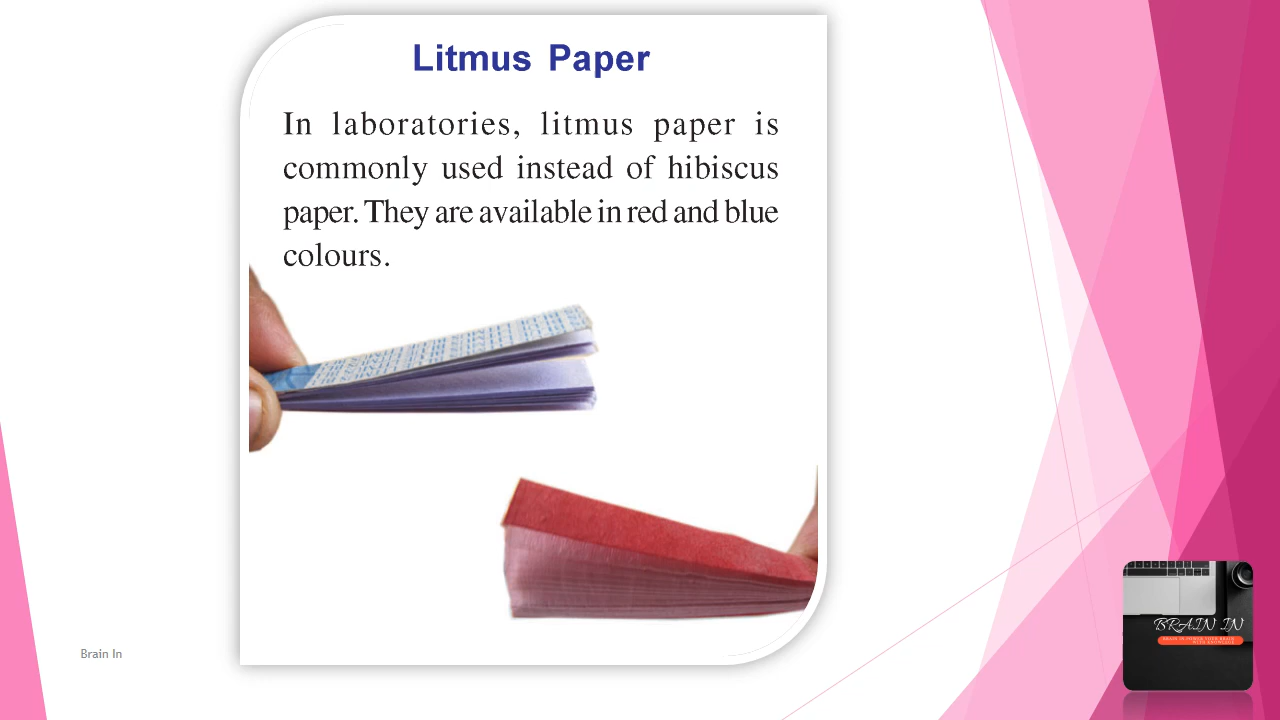 Litmus Paper
In laboratories, litmus paper is
commonly used instead of hibiscus
paper. They are available in red and blue
colours.
Brain In
BRAIN IN